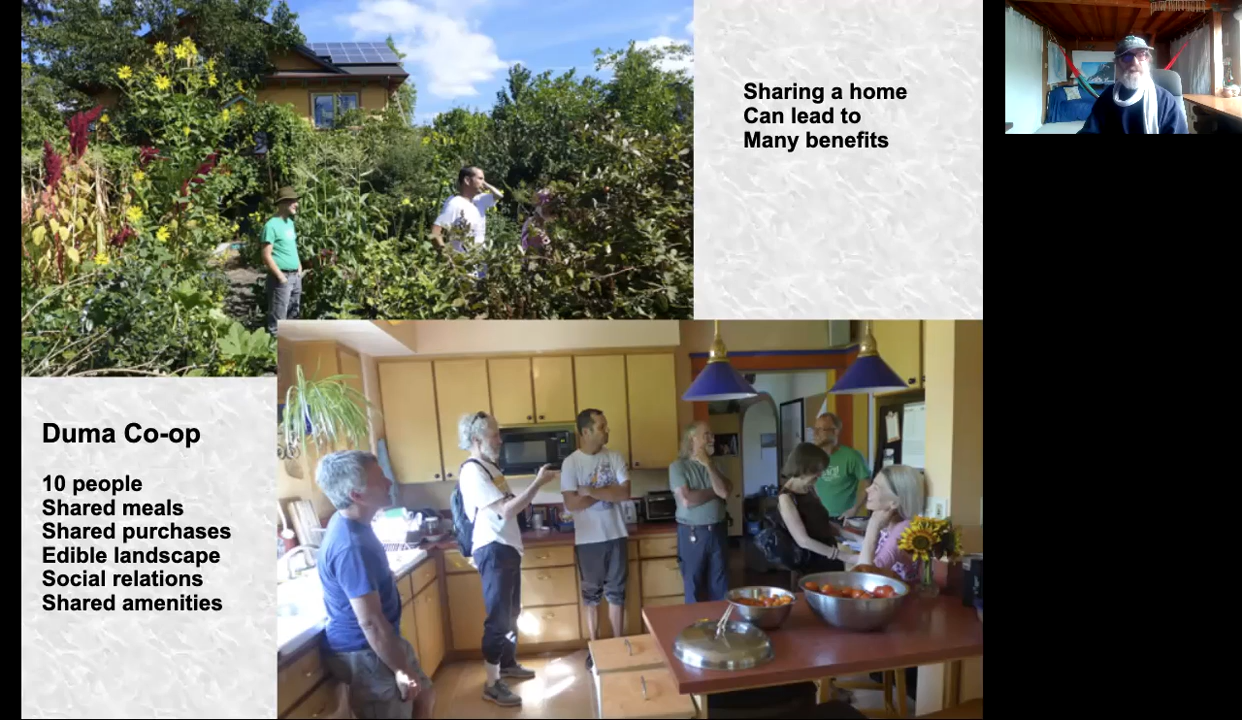 Sharing a home
Can lead to
Many benefits
Duma Co-op
10 people
Shared meals
Shared purchases
Edible landscape
Social relations
Shared amenities